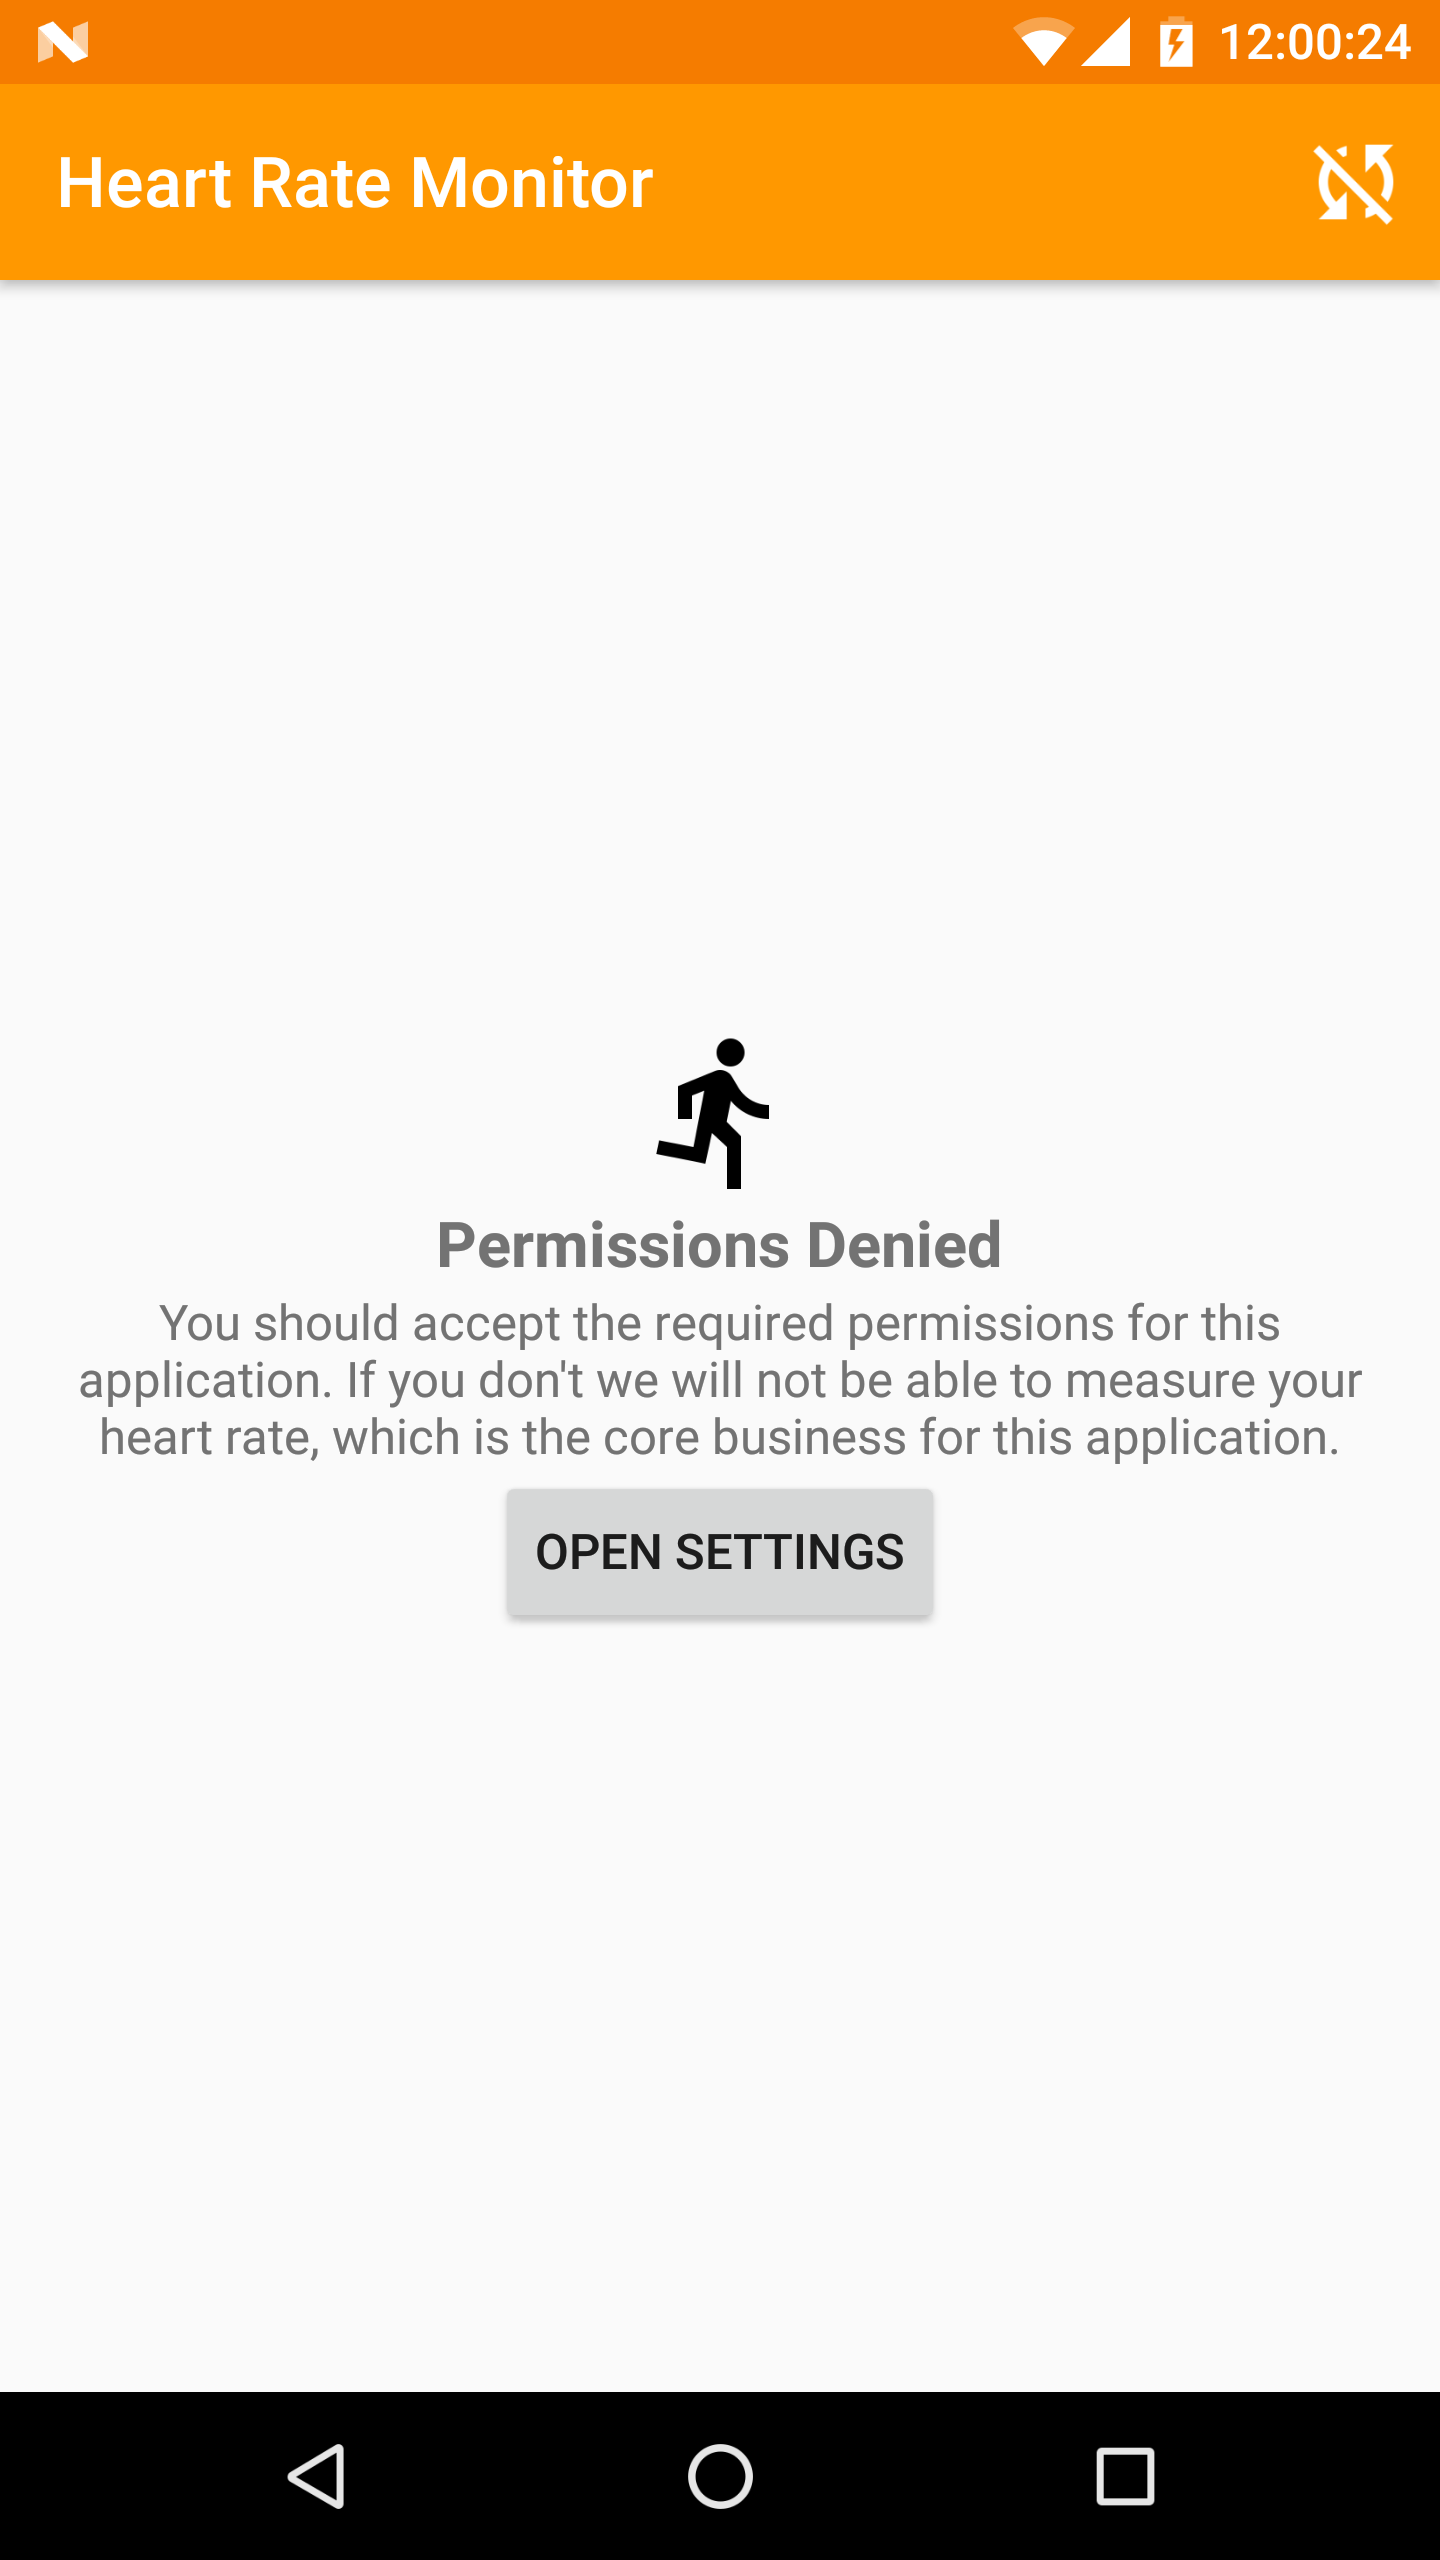 12:00:24
Heart Rate Monitor
Permissions Denied
You should accept the required permissions for this
application. If you don't we will not be able to measure your
heart rate, which is the core business for this application.
OPEN SETTINGS